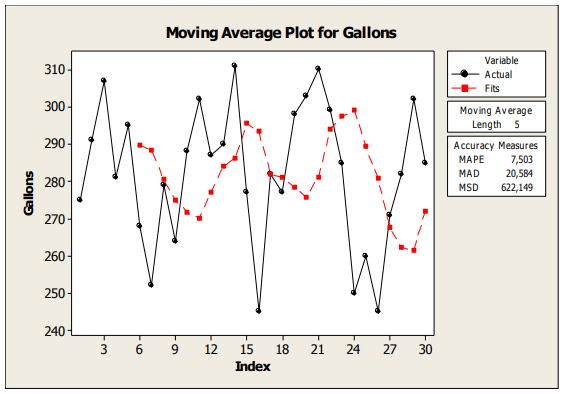 Moving Average Plot for Gallons
310
300
290
280
270
260
250
240
Gallons
3 6 9 12 15 18 21 24 27 30
Index
Variable
Actual
Fits
Moving Average
Length 5
Accuracy Measures
MAPE 7,503
MAD 20,584
MSD 622,149